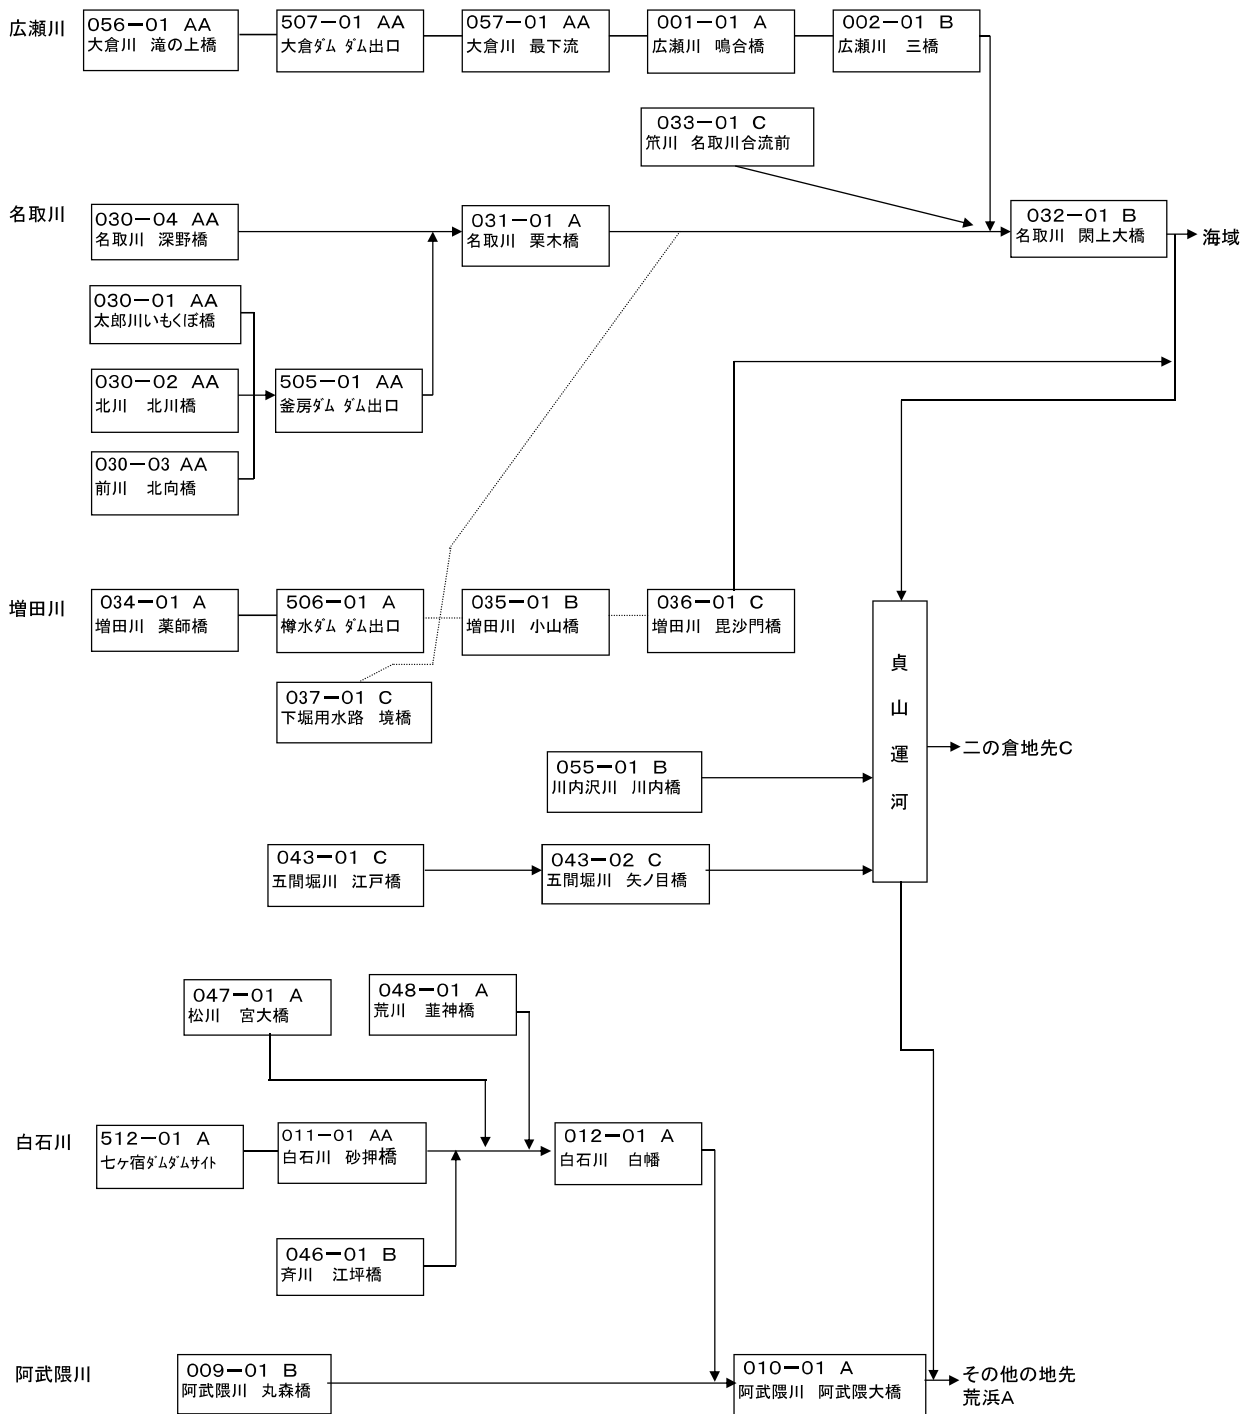 広瀬川
056－01 AA
大倉川 滝の上橋
507－01 AA
大倉ダム ダム出口
057－01 AA
大倉川 最下流
001－01 A
広瀬川 鳴合橋
002－01 B
広瀬川 三橋
033－01 C
笊川 名取川合流前
名取川
030－04 AA
名取川 深野橋
031－01 A
名取川 栗木橋
032－01 B
名取川 閖上大橋
海域
030－01 AA
太郎川いもくぼ橋
030－02 AA
北川 北川橋
505－01 AA
釜房ダム ダム出口
030－03 AA
前川 北向橋
増田川
034－01 A
増田川 薬師橋
506－01 A
樽水ダム ダム出口
035－01 B
増田川 小山橋
036－01 C
増田川 毘沙門橋
037－01 C
下堀用水路 境橋
貞山運河
二の倉地先C
055－01 B
川内沢川 川内橋
043－01 C
五間堀川 江戸橋
043－02 C
五間堀川 矢ノ目橋
047－01 A
松川 宮大橋
048－01 A
荒川 韮神橋
白石川
512－01 A
七ヶ宿ダムダムサイト
011－01 AA
白石川 砂押橋
012－01 A
白石川 白幡
046－01 B
斉川 江坪橋
阿武隈川
009－01 B
阿武隈川 丸森橋
010－01 A
阿武隈川 阿武隈大橋
その他の地先
荒浜A